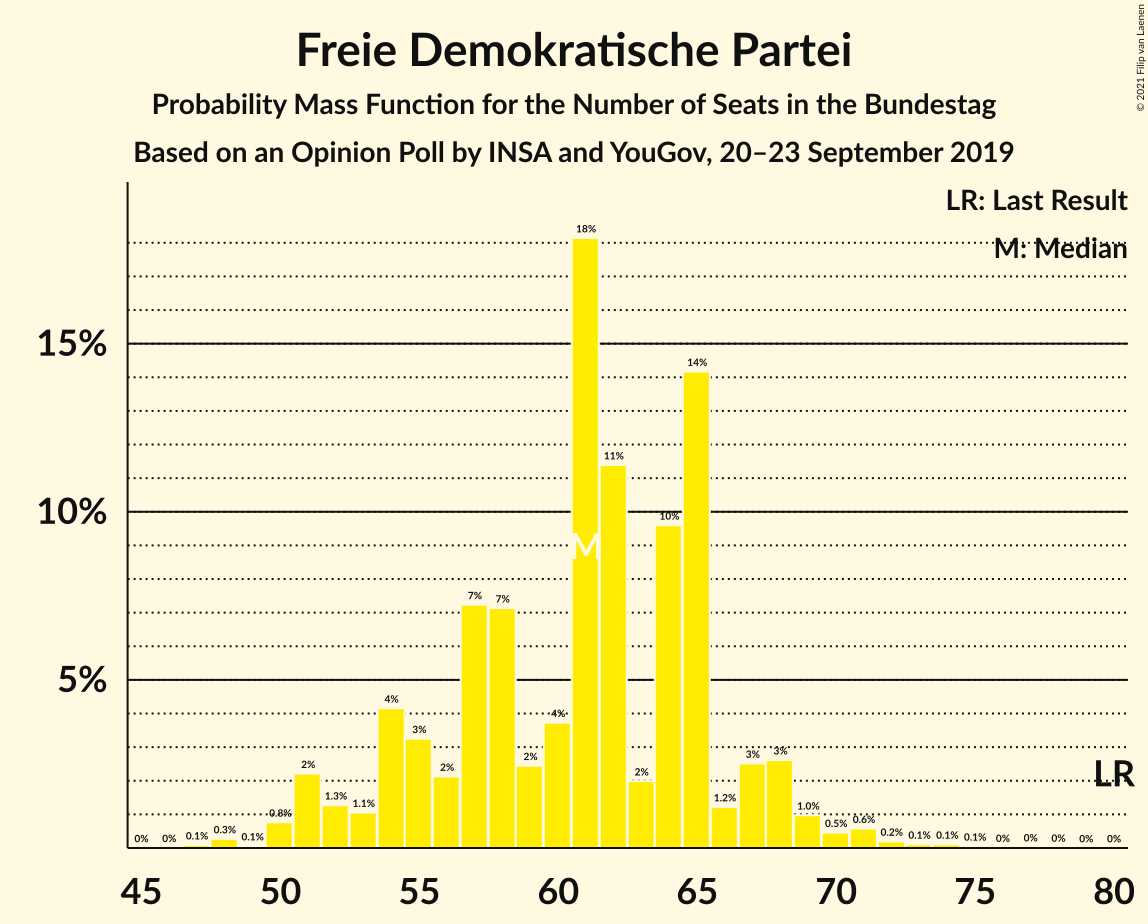 © 2021 Filip van Laenen
Freie Demokratische Partei
Probability Mass Function for the Number of Seats in the Bundestag
Based on an Opinion Poll by INSA and YouGov, 20–23 September 2019
LR: Last Result
M: Median
15%
10%
5%
0% 0% 0.1% 0.3% 0.1% 0.8% 2% 1.3% 1.1% 4% 3% 2% 7% 7% 2% 4% 18% 11% 2% 10% 14% 1.2% 3% 3% 1.0% 0.5% 0.6% 0.2% 0.1% 0.1% 0.1% 0% 0% 0% 0% 0%
M
LR
45 50 55 60 65 70 75 80